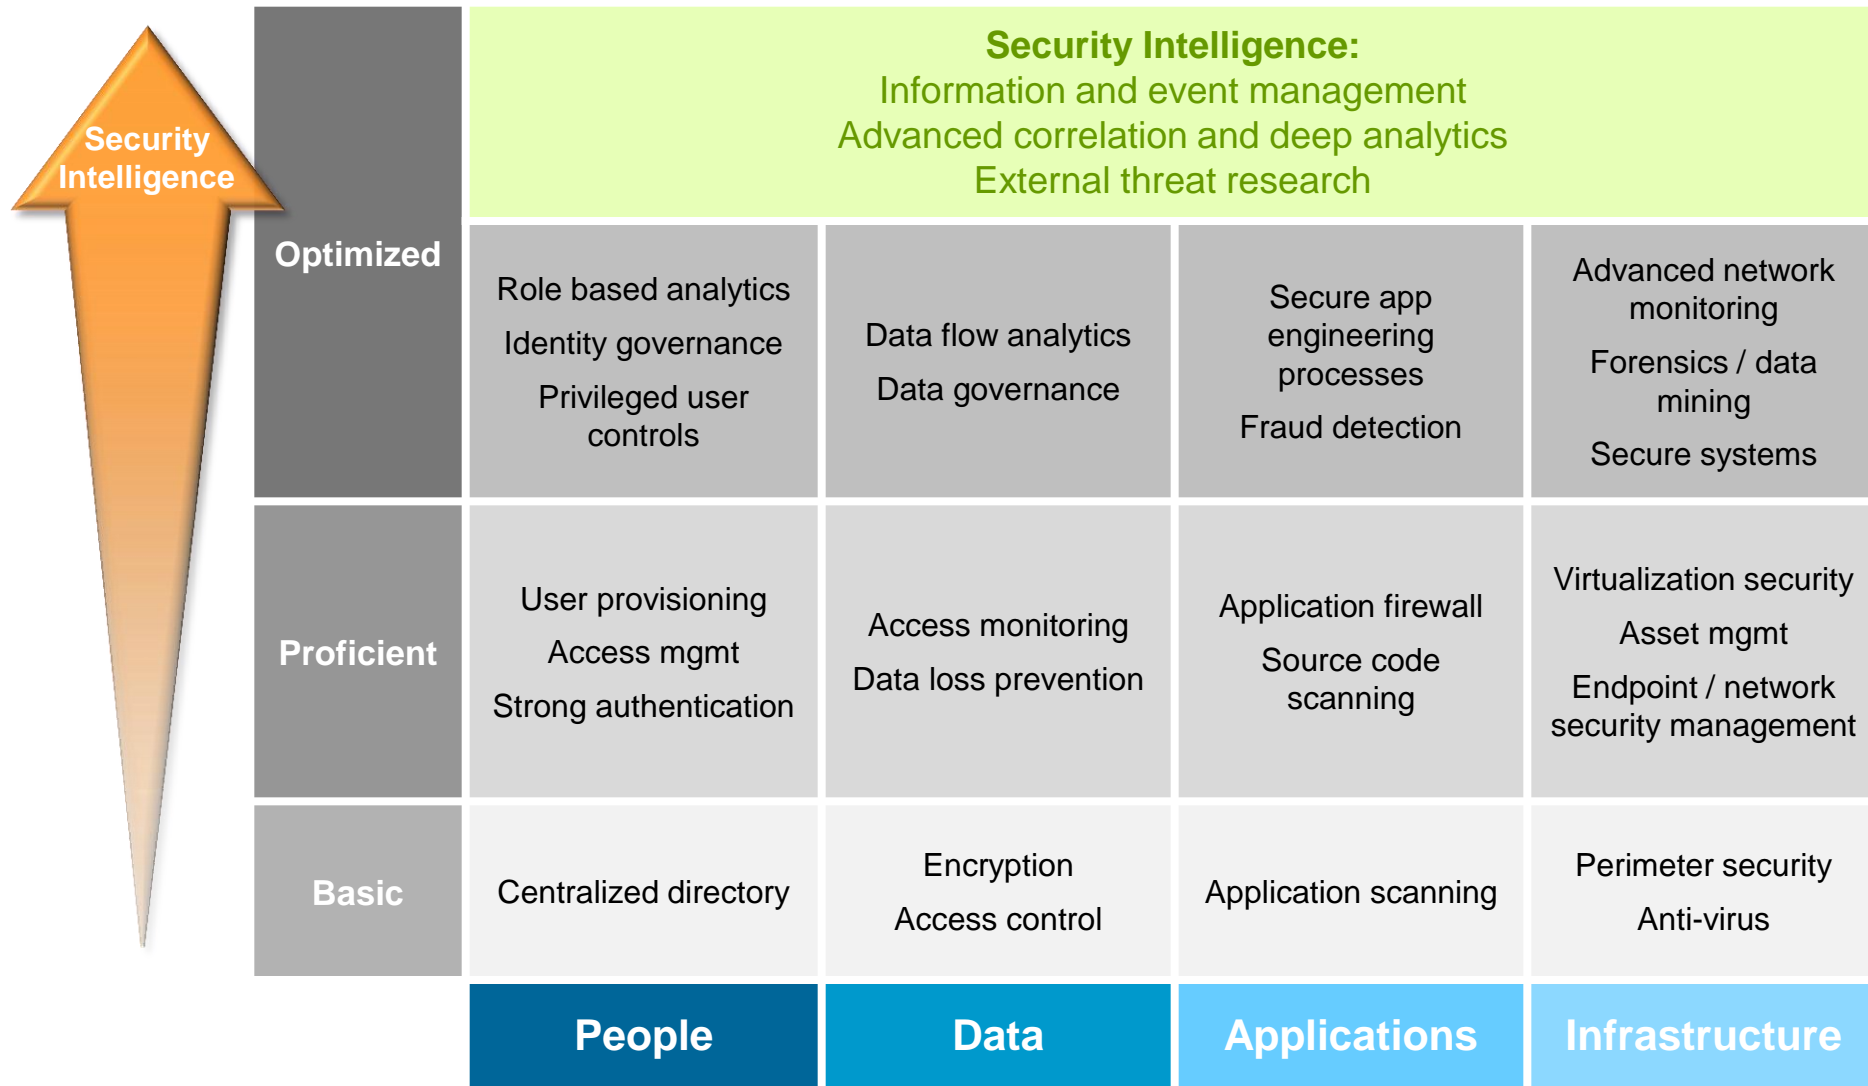 Security
Intelligence
Security Intelligence:
Information and event management
Advanced correlation and deep analytics
External threat research
Optimized
Role based analytics
Identity governance
Privileged user
controls
Data flow analytics
Data governance
Secure app
engineering
processes
Fraud detection
Advanced network
monitoring
Forensics / data
mining
Secure systems
Proficient
User provisioning
Access mgmt
Strong authentication
Access monitoring
Data loss prevention
Application firewall
Source code
scanning
Virtualization security
Asset mgmt
Endpoint / network
security management
Basic
Centralized directory
Encryption
Access control
Application scanning
Perimeter security
Anti-virus
People
Data
Applications
Infrastructure